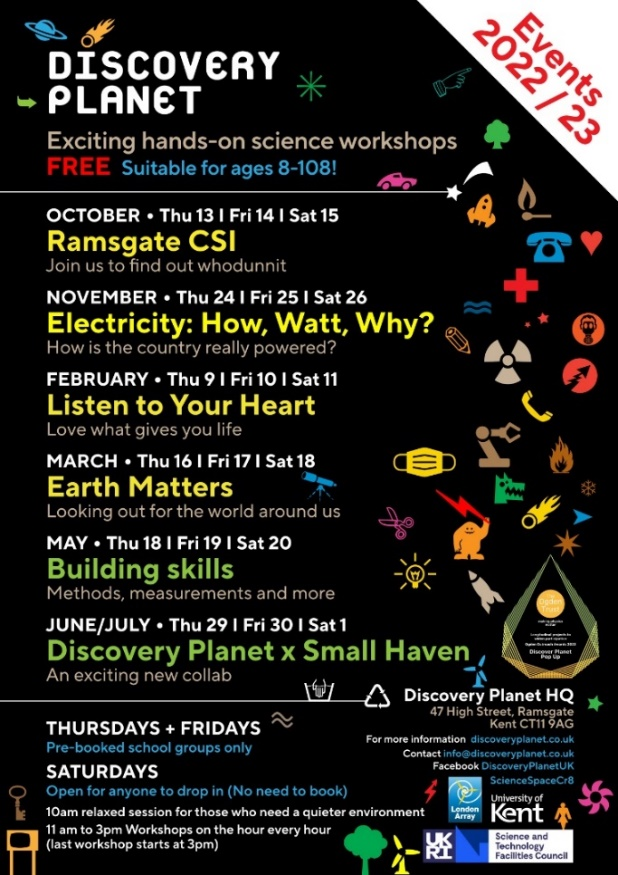 Events
2022 / 23
DISCOVERY
PLANET
Exciting hands-on science workshops
FREE Suitable for ages 8-108!
OCTOBER • Thu 13 I Fri 14 I Sat 15
Ramsgate CSI
Join us to find out whodunnit
NOVEMBER • Thu 24 I Fri 25 I Sat 26
Electricity: How, Watt, Why?
How is the country really powered?
FEBRUARY • Thu 9 I Fri 10 I Sat 11
Listen to Your Heart
Love what gives you life
MARCH • Thu 16 I Fri 17 I Sat 18
Earth Matters
Looking out for the world around us
MAY • Thu 18 I Fri 19 I Sat 20
Building skills
Methods, measurements and more
JUNE/JULY • Thu 29 I Fri 30 I Sat 1
Discovery Planet x Small Haven
An exciting new collab
Ogden
Trust
Discover Planet
Pop Up
Discovery Planet HQ
47 High Street, Ramsgate
Kent CT11 9AG
For more information discoveryplanet.co.uk
Contact info@discoveryplanet.co.uk
Facebook DiscoveryPlanetUK
ScienceSpaceCr8
THURSDAYS + FRIDAYS
Pre-booked school groups only
SATURDAYS
Open for anyone to drop in (No need to book)
10am relaxed session for those who need a quieter environment
11 am to 3pm Workshops on the hour every hour
(last workshop starts at 3pm)
London
Array
University of
Kent
UK
RI
Science and
Technology
Facilities Council